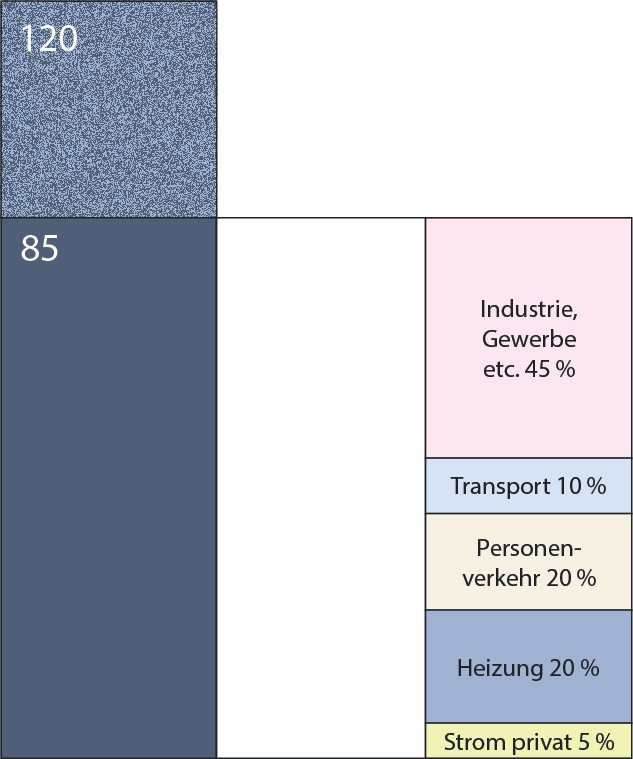 120
85
Industrie,
Gewerbe
etc. 45 %
Transport 10 %
Personen-
verkehr 20 %
Heizung 20 %
Strom privat 5 %